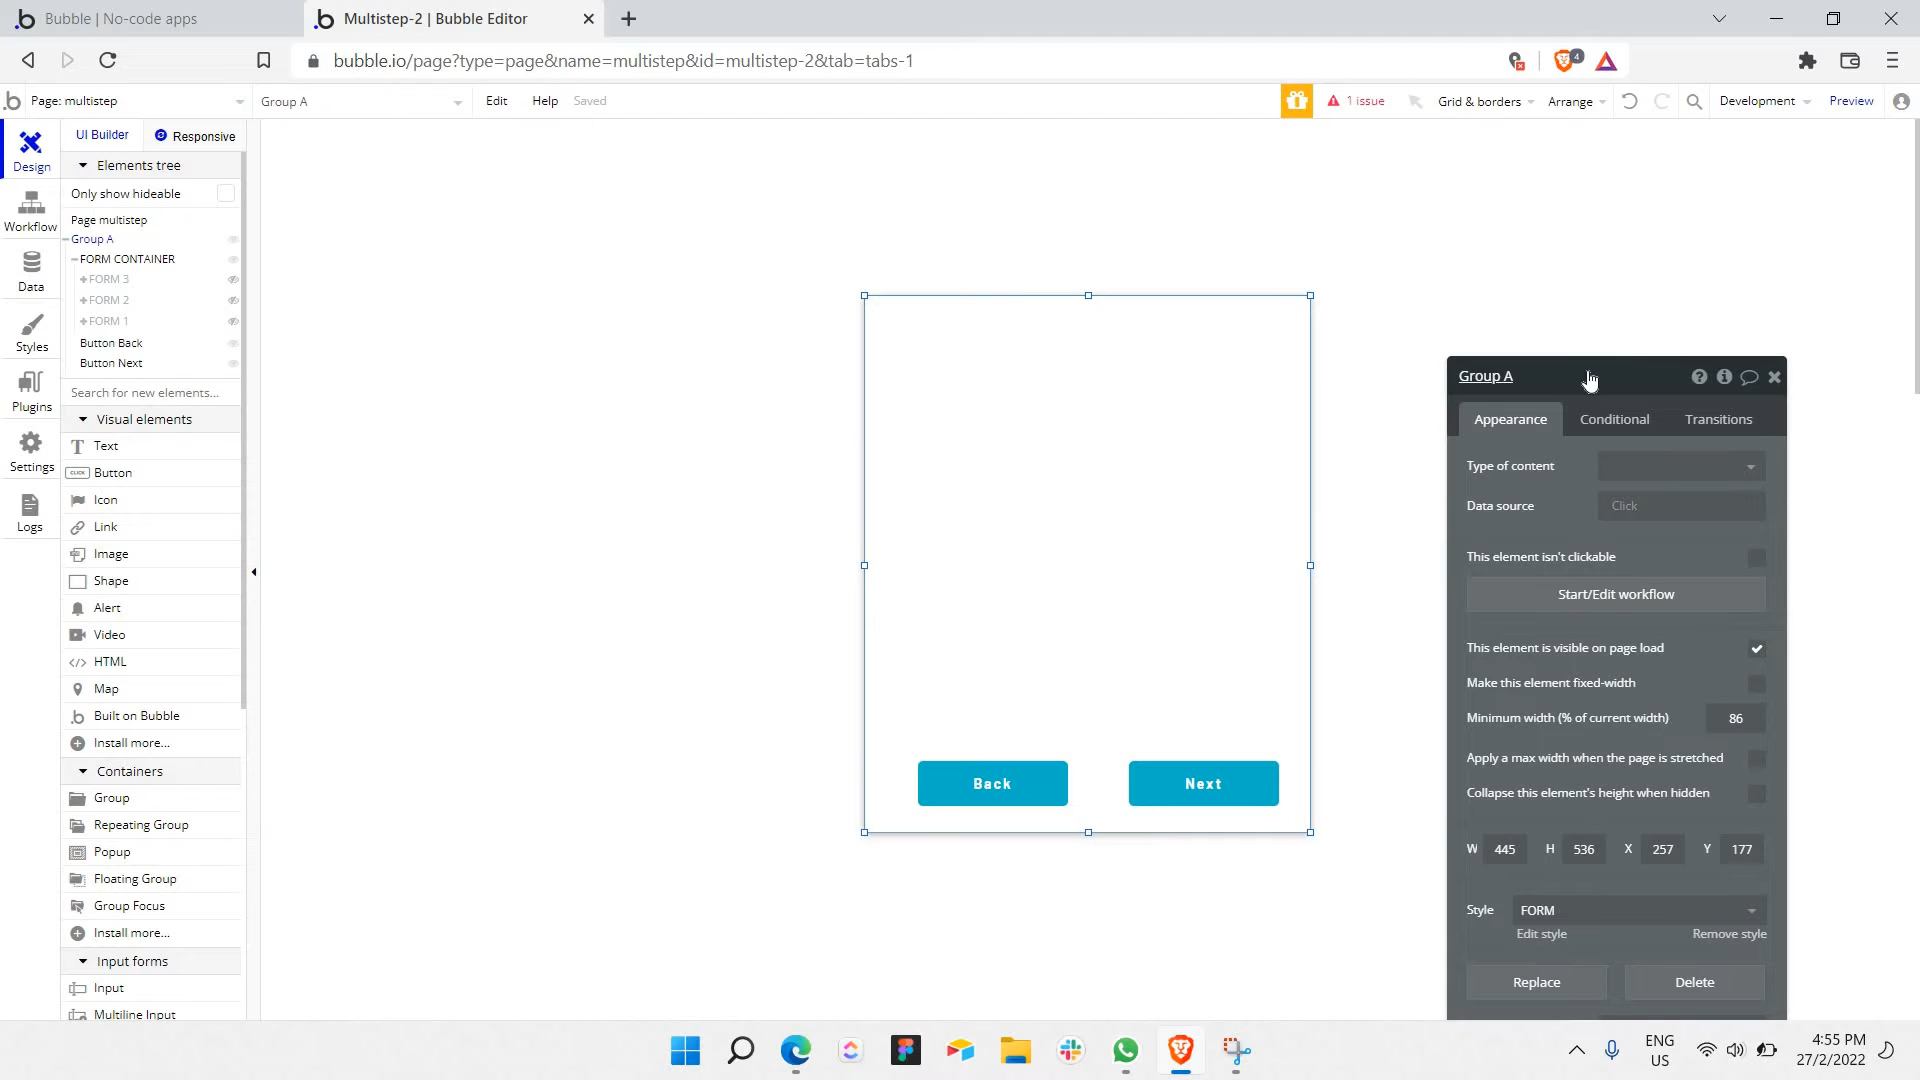 Bubble | No-code apps
Multistep-2 | Bubble Editor
bubble.io/page?type=page&name=multistep&id=multistep-2&tab=tabs-1
4
Page: multistep
Group A
Edit
Help
Saved
1 issue
Grid & borders
Arrange
Development
Preview
Design
Workflow
Data
Styles
Plugins
Settings
Logs
UI Builder
Responsive
Elements tree
Only show hideable
Page multistep
Group A
FORM CONTAINER
FORM 3
FORM 2
FORM 1
Button Back
Button Next
Search for new elements...
Visual elements
Text
CLICK Button
Icon
Link
Image
Shape
Alert
Video
HTML
Map
Built on Bubble
Install more...
Containers
Group
Repeating Group
Popup
Floating Group
Group Focus
Install more...
Input forms
Input
Multiline Input
Back
Next
Group A
Appearance
Conditional
Transitions
Type of content
Data source
Click
This element isn't clickable
Start/Edit workflow
This element is visible on page load
Make this element fixed-width
Minimum width (% of current width)
86
Apply a max width when the page is stretched
Collapse this element's height when hidden
W 445 H 536 X 257 Y 177
Style
FORM
Edit style
Remove style
Replace
Delete
ENG
US
4:55 PM
27/2/2022